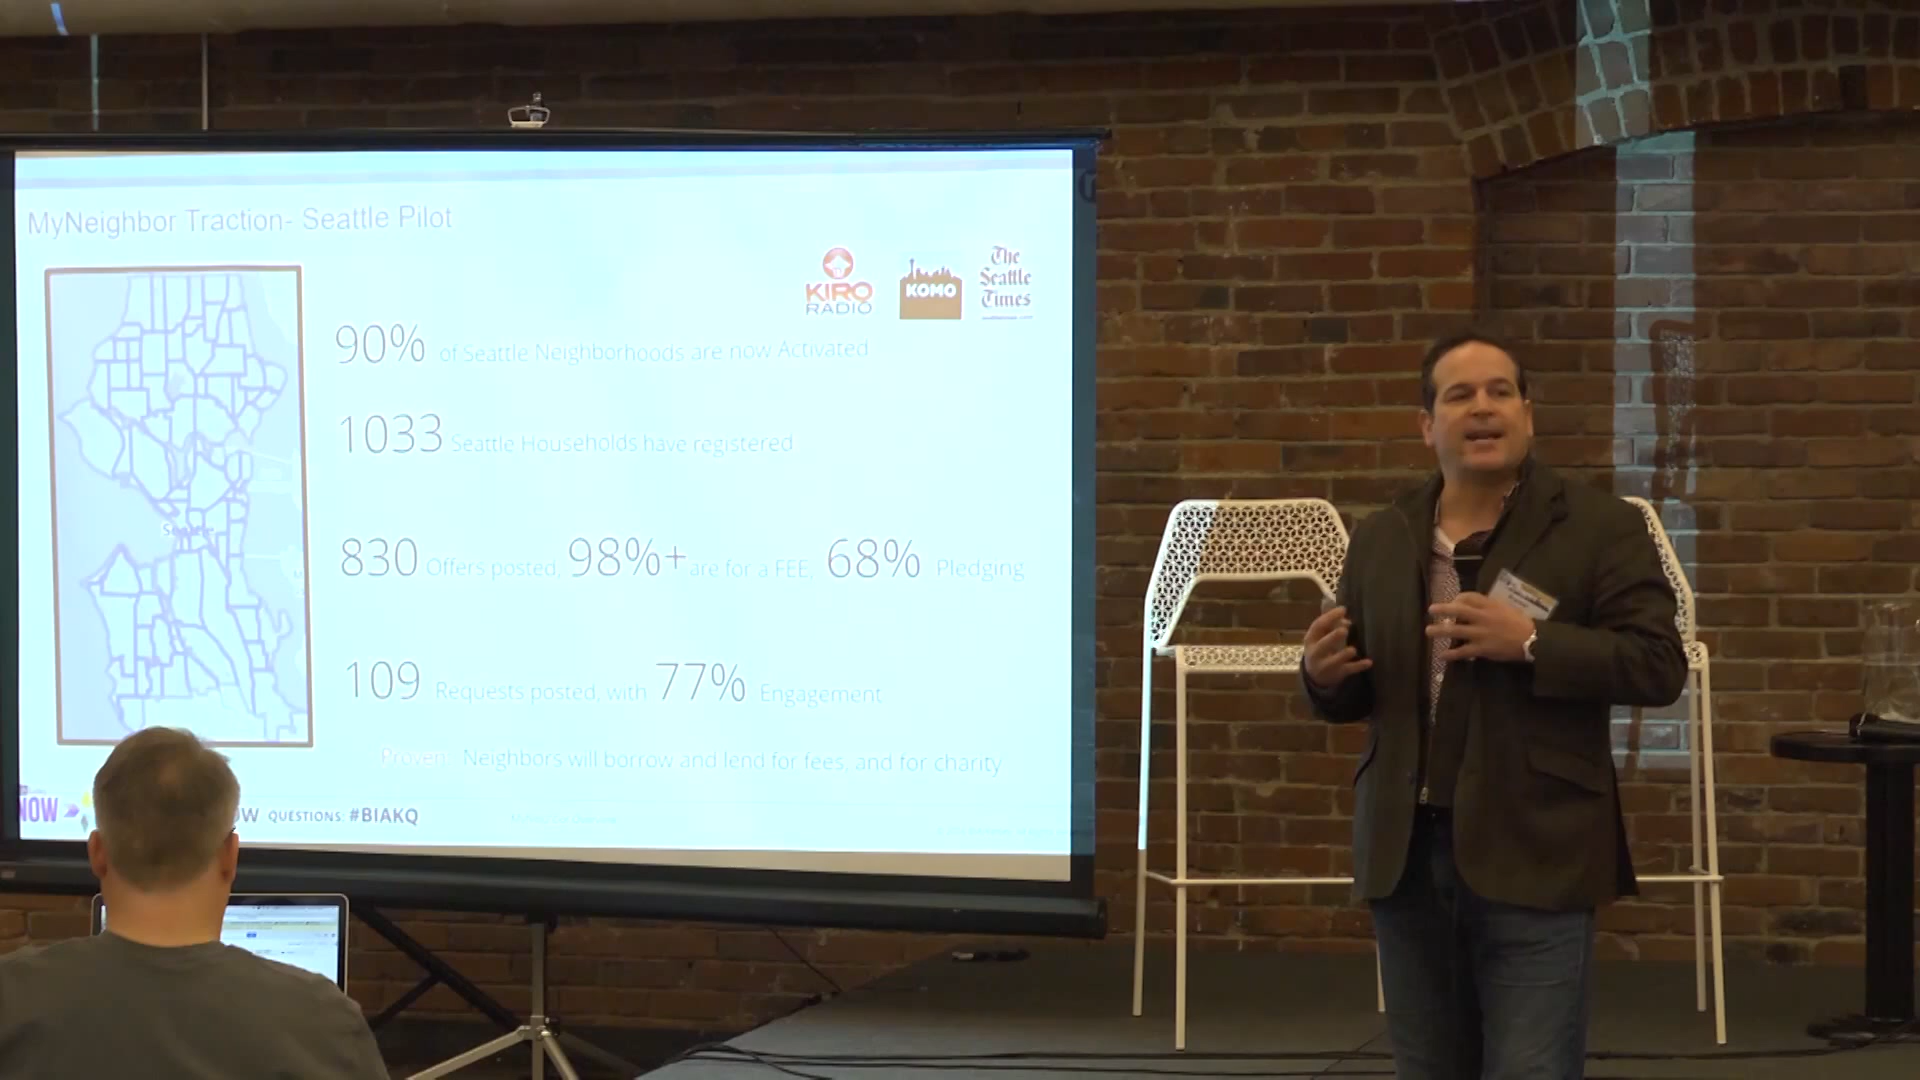 MyNeighbor Traction- Seattle Pilot
KIRO
RADIO
KOMO
The
Seattle
Times
90% of Seattle Neighborhoods are now Activated
1033 Seattle Households have registered
830 Offers posted, 98%+ are for a FEE, 68% Pledging
109 Requests posted, with 77% Engagement
Proven: Neighbors will borrow and lend for fees, and for charity
NOW
OW QUESTIONS: #BIAKQ